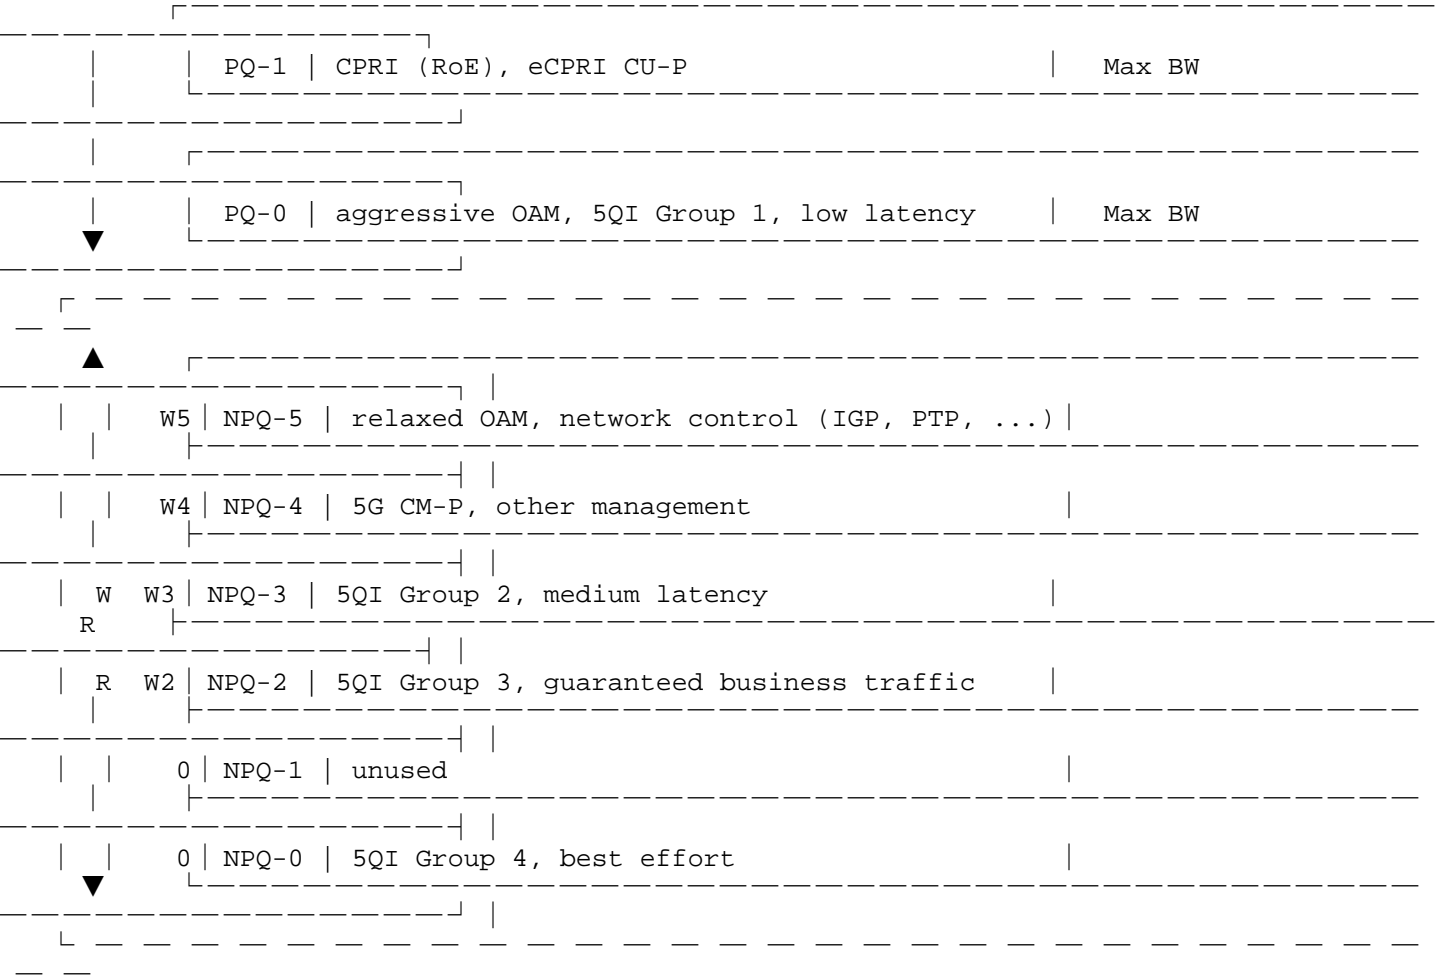 PQ-1 | CPRI (RoE), eCPRI CU-P Max BW
PQ-0 | aggressive OAM, 5QI Group 1, low latency Max BW
W5 NPQ-5 | relaxed OAM, network control (IGP, PTP, ...)
W4 NPQ-4 | 5G CM-P, other management
W W3 NPQ-3 | 5QI Group 2, medium latency
R
R W2 NPQ-2 | 5QI Group 3, guaranteed business traffic
0 NPQ-1 | unused
0 NPQ-0 | 5QI Group 4, best effort